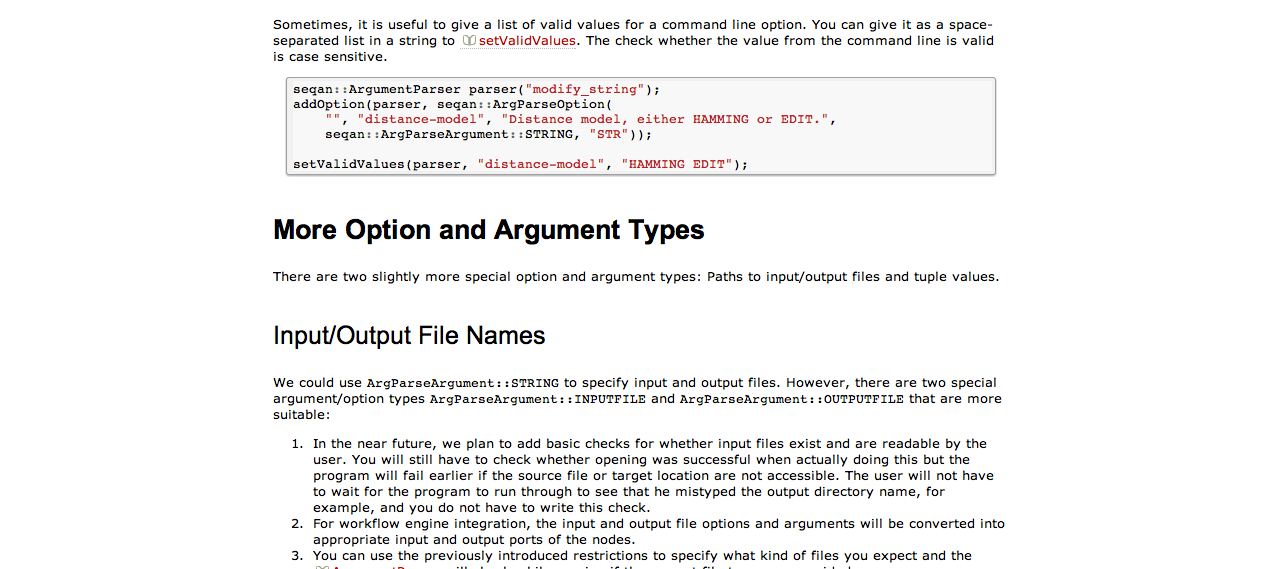 Sometimes, it is useful to give a list of valid values for a command line option. You can give it as a space-
separated list in a string to setValidValues. The check whether the value from the command line is valid
is case sensitive.
seqan::ArgumentParser parser("modify_string");
addOption(parser, seqan::ArgParseOption(
    "", "distance-model", "Distance model, either HAMMING or EDIT.",
    seqan::ArgParseArgument::STRING, "STR"));
setValidValues(parser, "distance-model", "HAMMING EDIT");
More Option and Argument Types
There are two slightly more special option and argument types: Paths to input/output files and tuple values.
Input/Output File Names
We could use ArgParseArgument::STRING to specify input and output files. However, there are two special
argument/option types ArgParseArgument::INPUTFILE and ArgParseArgument::OUTPUTFILE that are more
suitable:
1. In the near future, we plan to add basic checks for whether input files exist and are readable by the
user. You will still have to check whether opening was successful when actually doing this but the
program will fail earlier if the source file or target location are not accessible. The user will not have
to wait for the program to run through to see that he mistyped the output directory name, for
example, and you do not have to write this check.
2. For workflow engine integration, the input and output file options and arguments will be converted into
appropriate input and output ports of the nodes.
3. You can use the previously introduced restrictions to specify what kind of files you expect and the